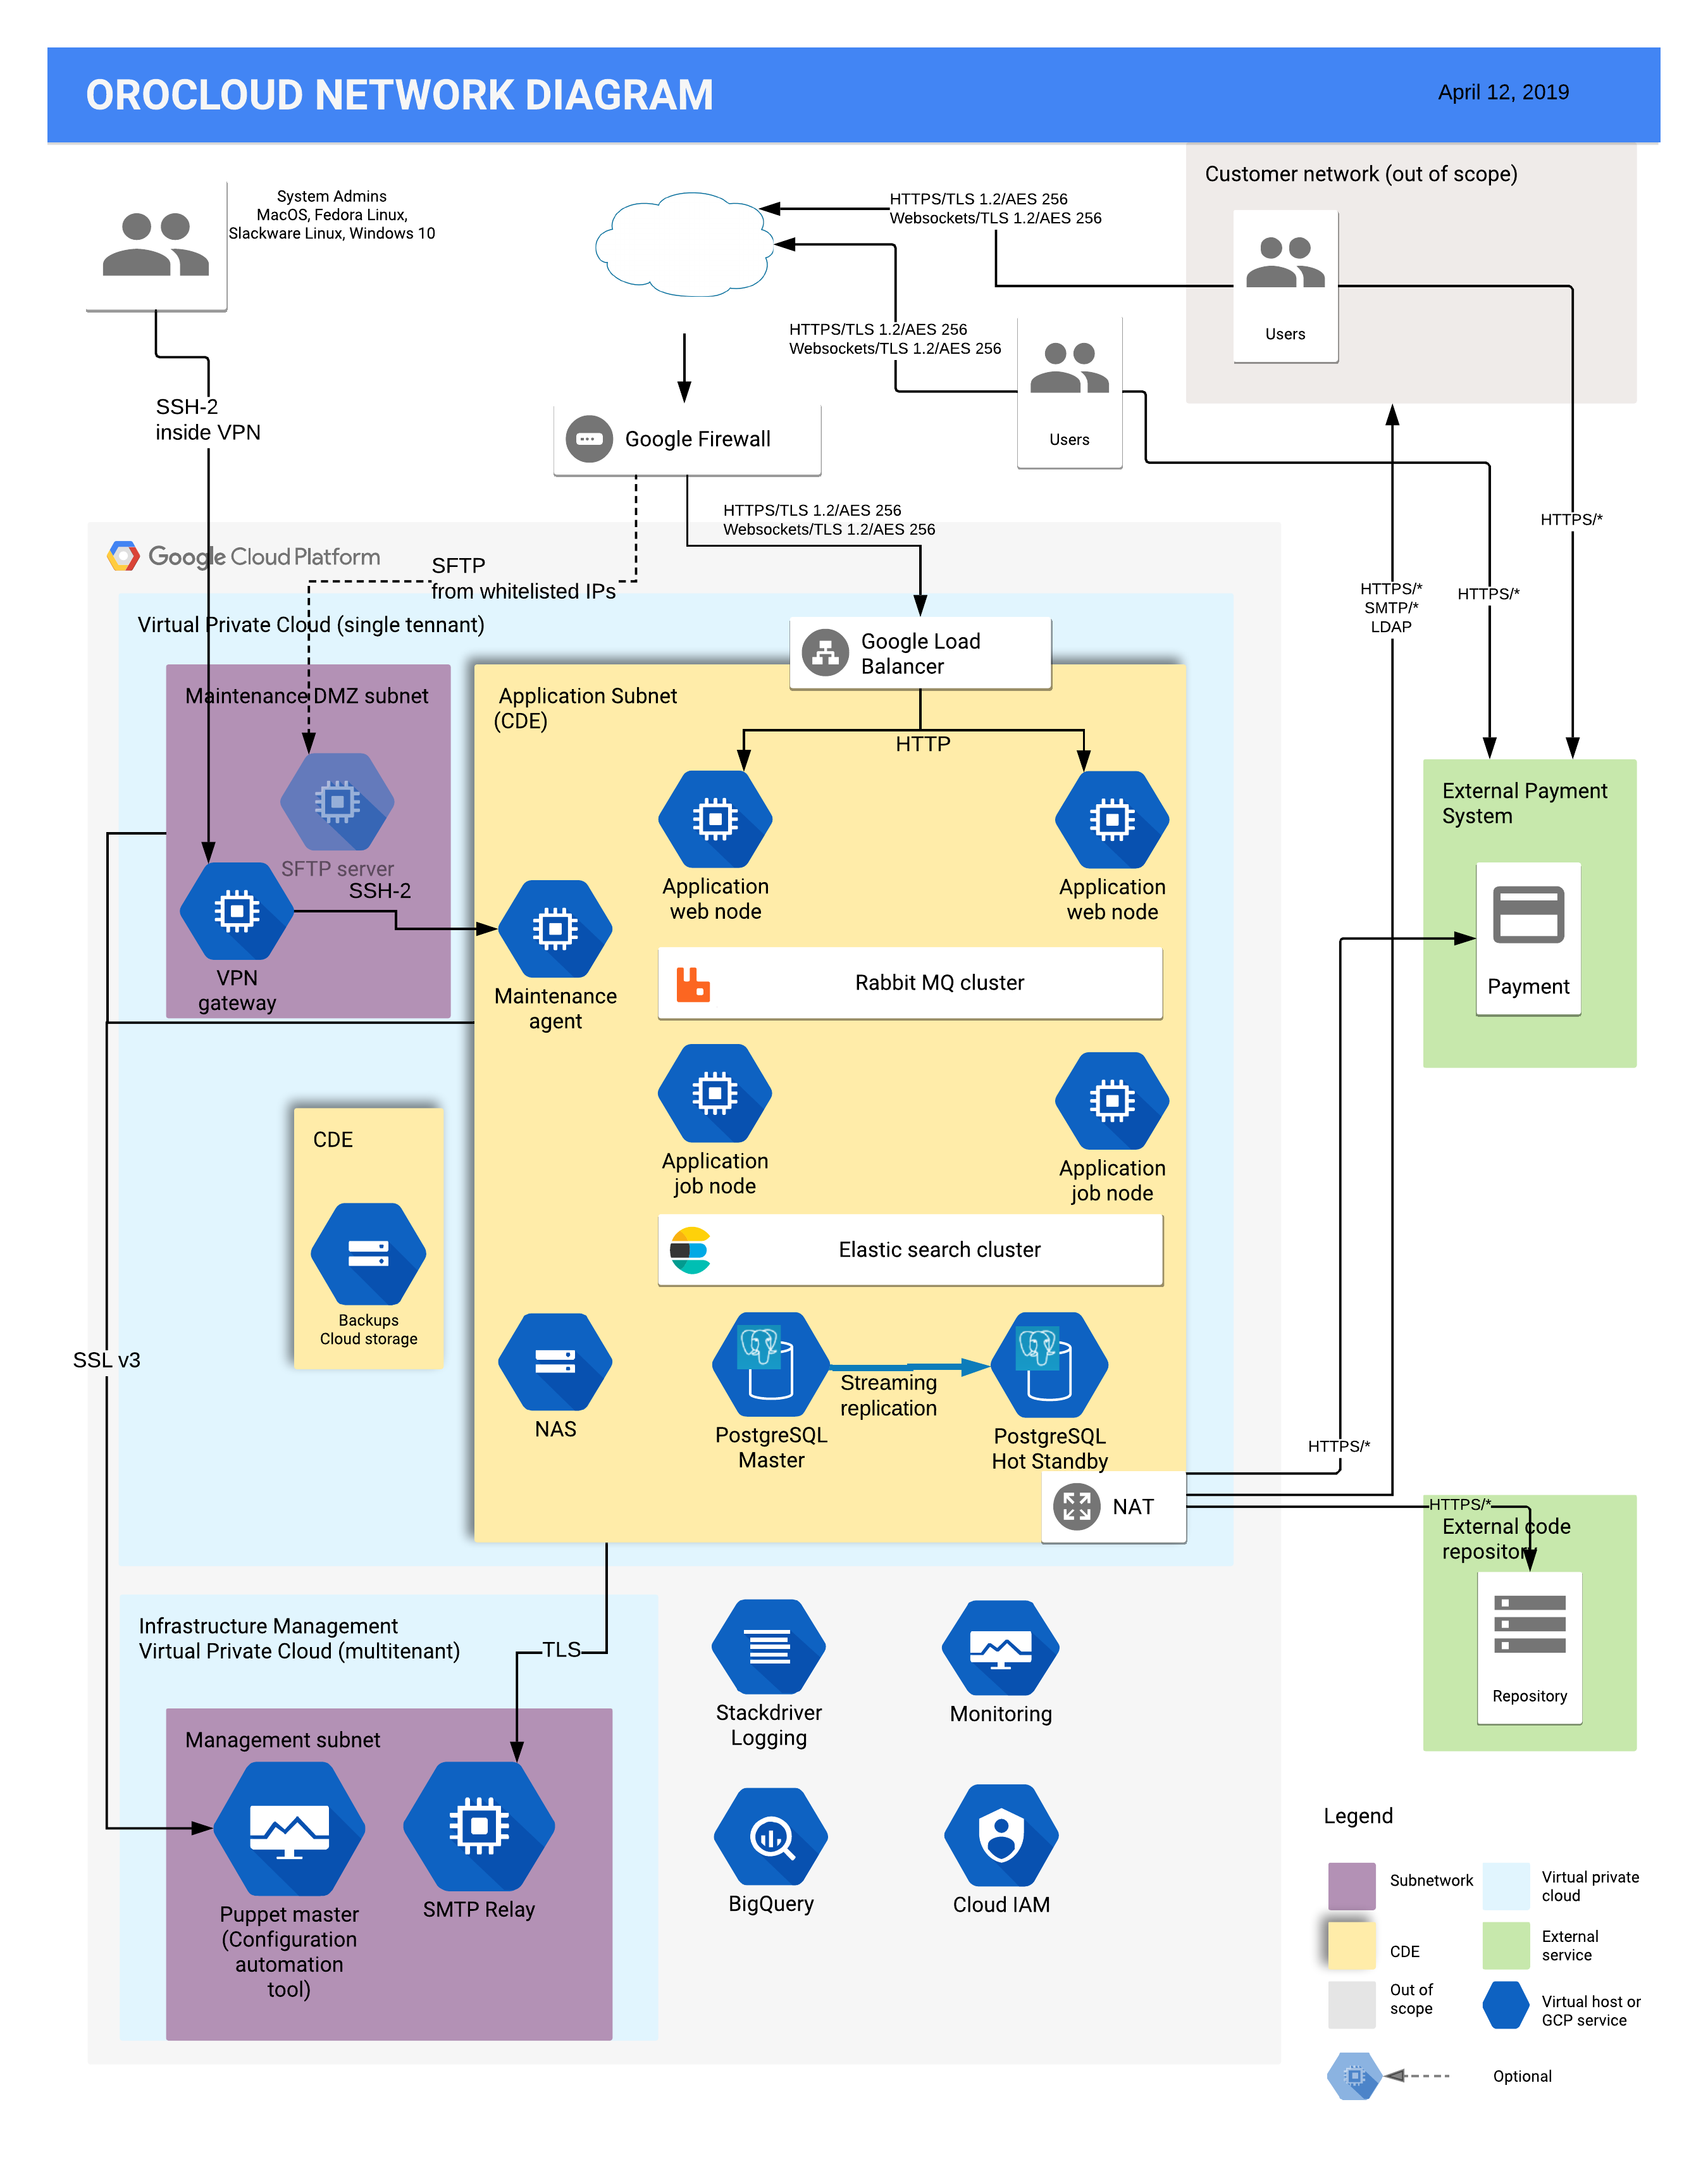 OROCLOUD NETWORK DIAGRAM
April 12, 2019
Customer network (out of scope)
System Admins
MacOS, Fedora Linux,
Slackware Linux, Windows 10
HTTPS/TLS 1.2/AES 256
Websockets/TLS 1.2/AES 256
Users
HTTPS/TLS 1.2/AES 256
Websockets/TLS 1.2/AES 256
Users
SSH-2
inside VPN
Google Firewall
HTTPS/TLS 1.2/AES 256
Websockets/TLS 1.2/AES 256
HTTPS/*
Google Cloud Platform
SFTP
from whitelisted IPs
HTTPS/*
SMTP/*
LDAP
HTTPS/*
Virtual Private Cloud (single tennant)
Google Load
Balancer
Maintenance DMZ subnet
Application Subnet
(CDE)
HTTP
External Payment
System
SFTP server
SSH-2
Application
web node
Application
web node
VPN
gateway
Maintenance
agent
Rabbit MQ cluster
Payment
CDE
Application
job node
Application
job node
Elastic search cluster
Backups
Cloud storage
SSL v3
Streaming
replication
NAS
PostgreSQL
Master
PostgreSQL
Hot Standby
HTTPS/*
NAT
HTTPS/*
External code
repository
Infrastructure Management
Virtual Private Cloud (multitenant)
TLS
Repository
Stackdriver
Logging
Monitoring
Management subnet
Puppet master
(Configuration
automation
tool)
SMTP Relay
BigQuery
Cloud IAM
Legend
Subnetwork
Virtual private
cloud
CDE
External
service
Out of
scope
Virtual host or
GCP service
Optional